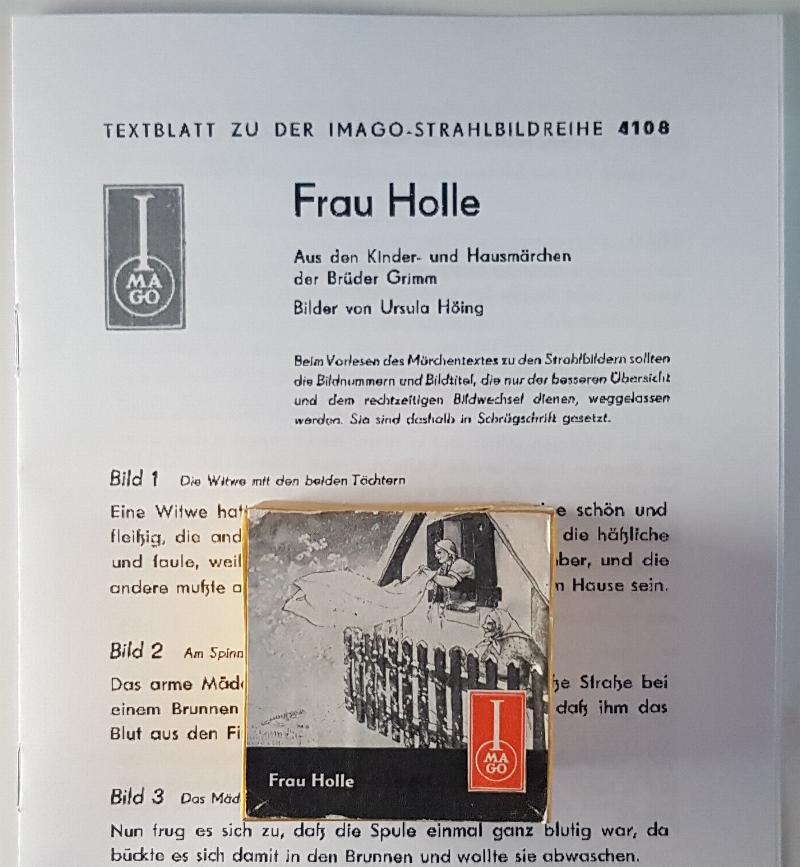 TEXTBLATT ZU DER IMAGO-STRAHLBILDREIHE 4108
I
MA
GO
Frau Holle
Aus den Kinder- und Hausmärchen
der Brüder Grimm
Bilder von Ursula Höing
Beim Vorlesen des Märchentextes zu den Strahlbildern sollten
die Bildnummern und Bildtitel, die nur der besseren Übersicht
und dem rechtzeitigen Bildwechsel dienen, weggelassen
werden. Sie sind deshalb in Schrägschrift gesetzt.
Bild 1 Die Witwe mit den beiden Töchtern
Eine Witwe hat schön und
fleißig, die die häßliche
und faule, weil und die
andere mußte Hause sein.
Bild 2 Am
Das arme Straße bei
einem Brunnen daß ihm das
Blut aus den
I
MA
GO
Frau Holle
Bild 3 Das
Nun trug es sich zu, daß die Spule einmal ganz blutig war, da
bückte es sich damit in den Brunnen und wollte sie abwaschen.